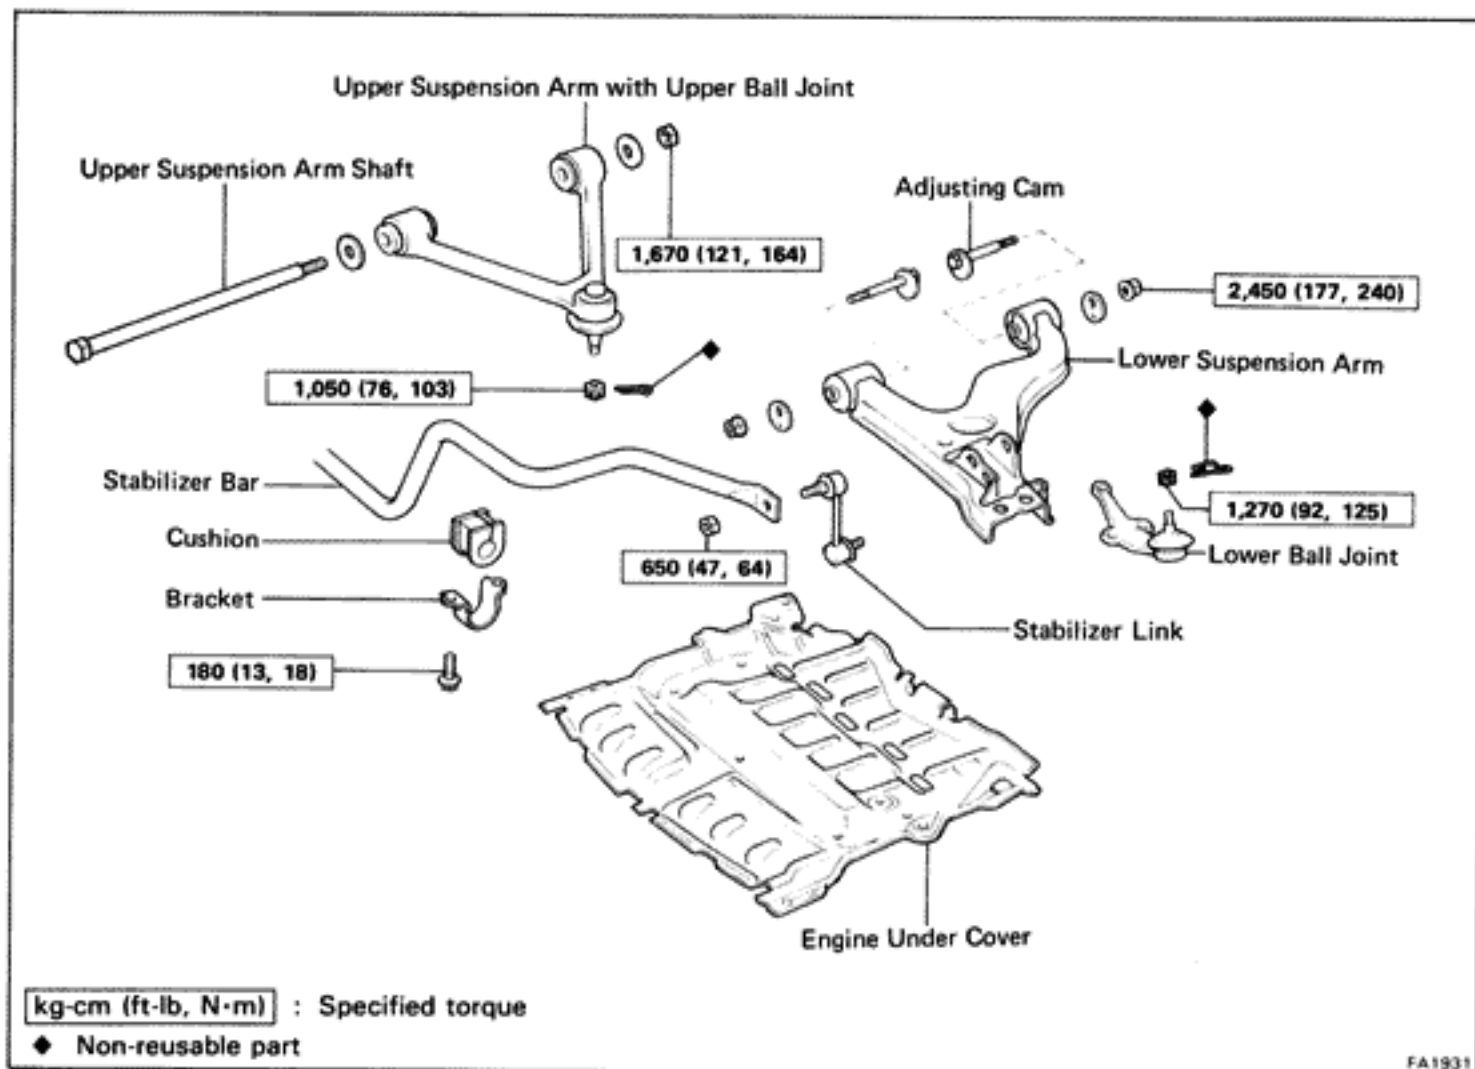 Upper Suspension Arm with Upper Ball Joint
Upper Suspension Arm Shaft
Adjusting Cam
1,670 (121, 164)
2,450 (177, 240)
Lower Suspension Arm
1,050 (76, 103)
Stabilizer Bar
1,270 (92, 125)
Cushion
Lower Ball Joint
650 (47, 64)
Bracket
Stabilizer Link
180 (13, 18)
Engine Under Cover
kg-cm (ft-lb, N·m) : Specified torque
◆ Non-reusable part
FA1931